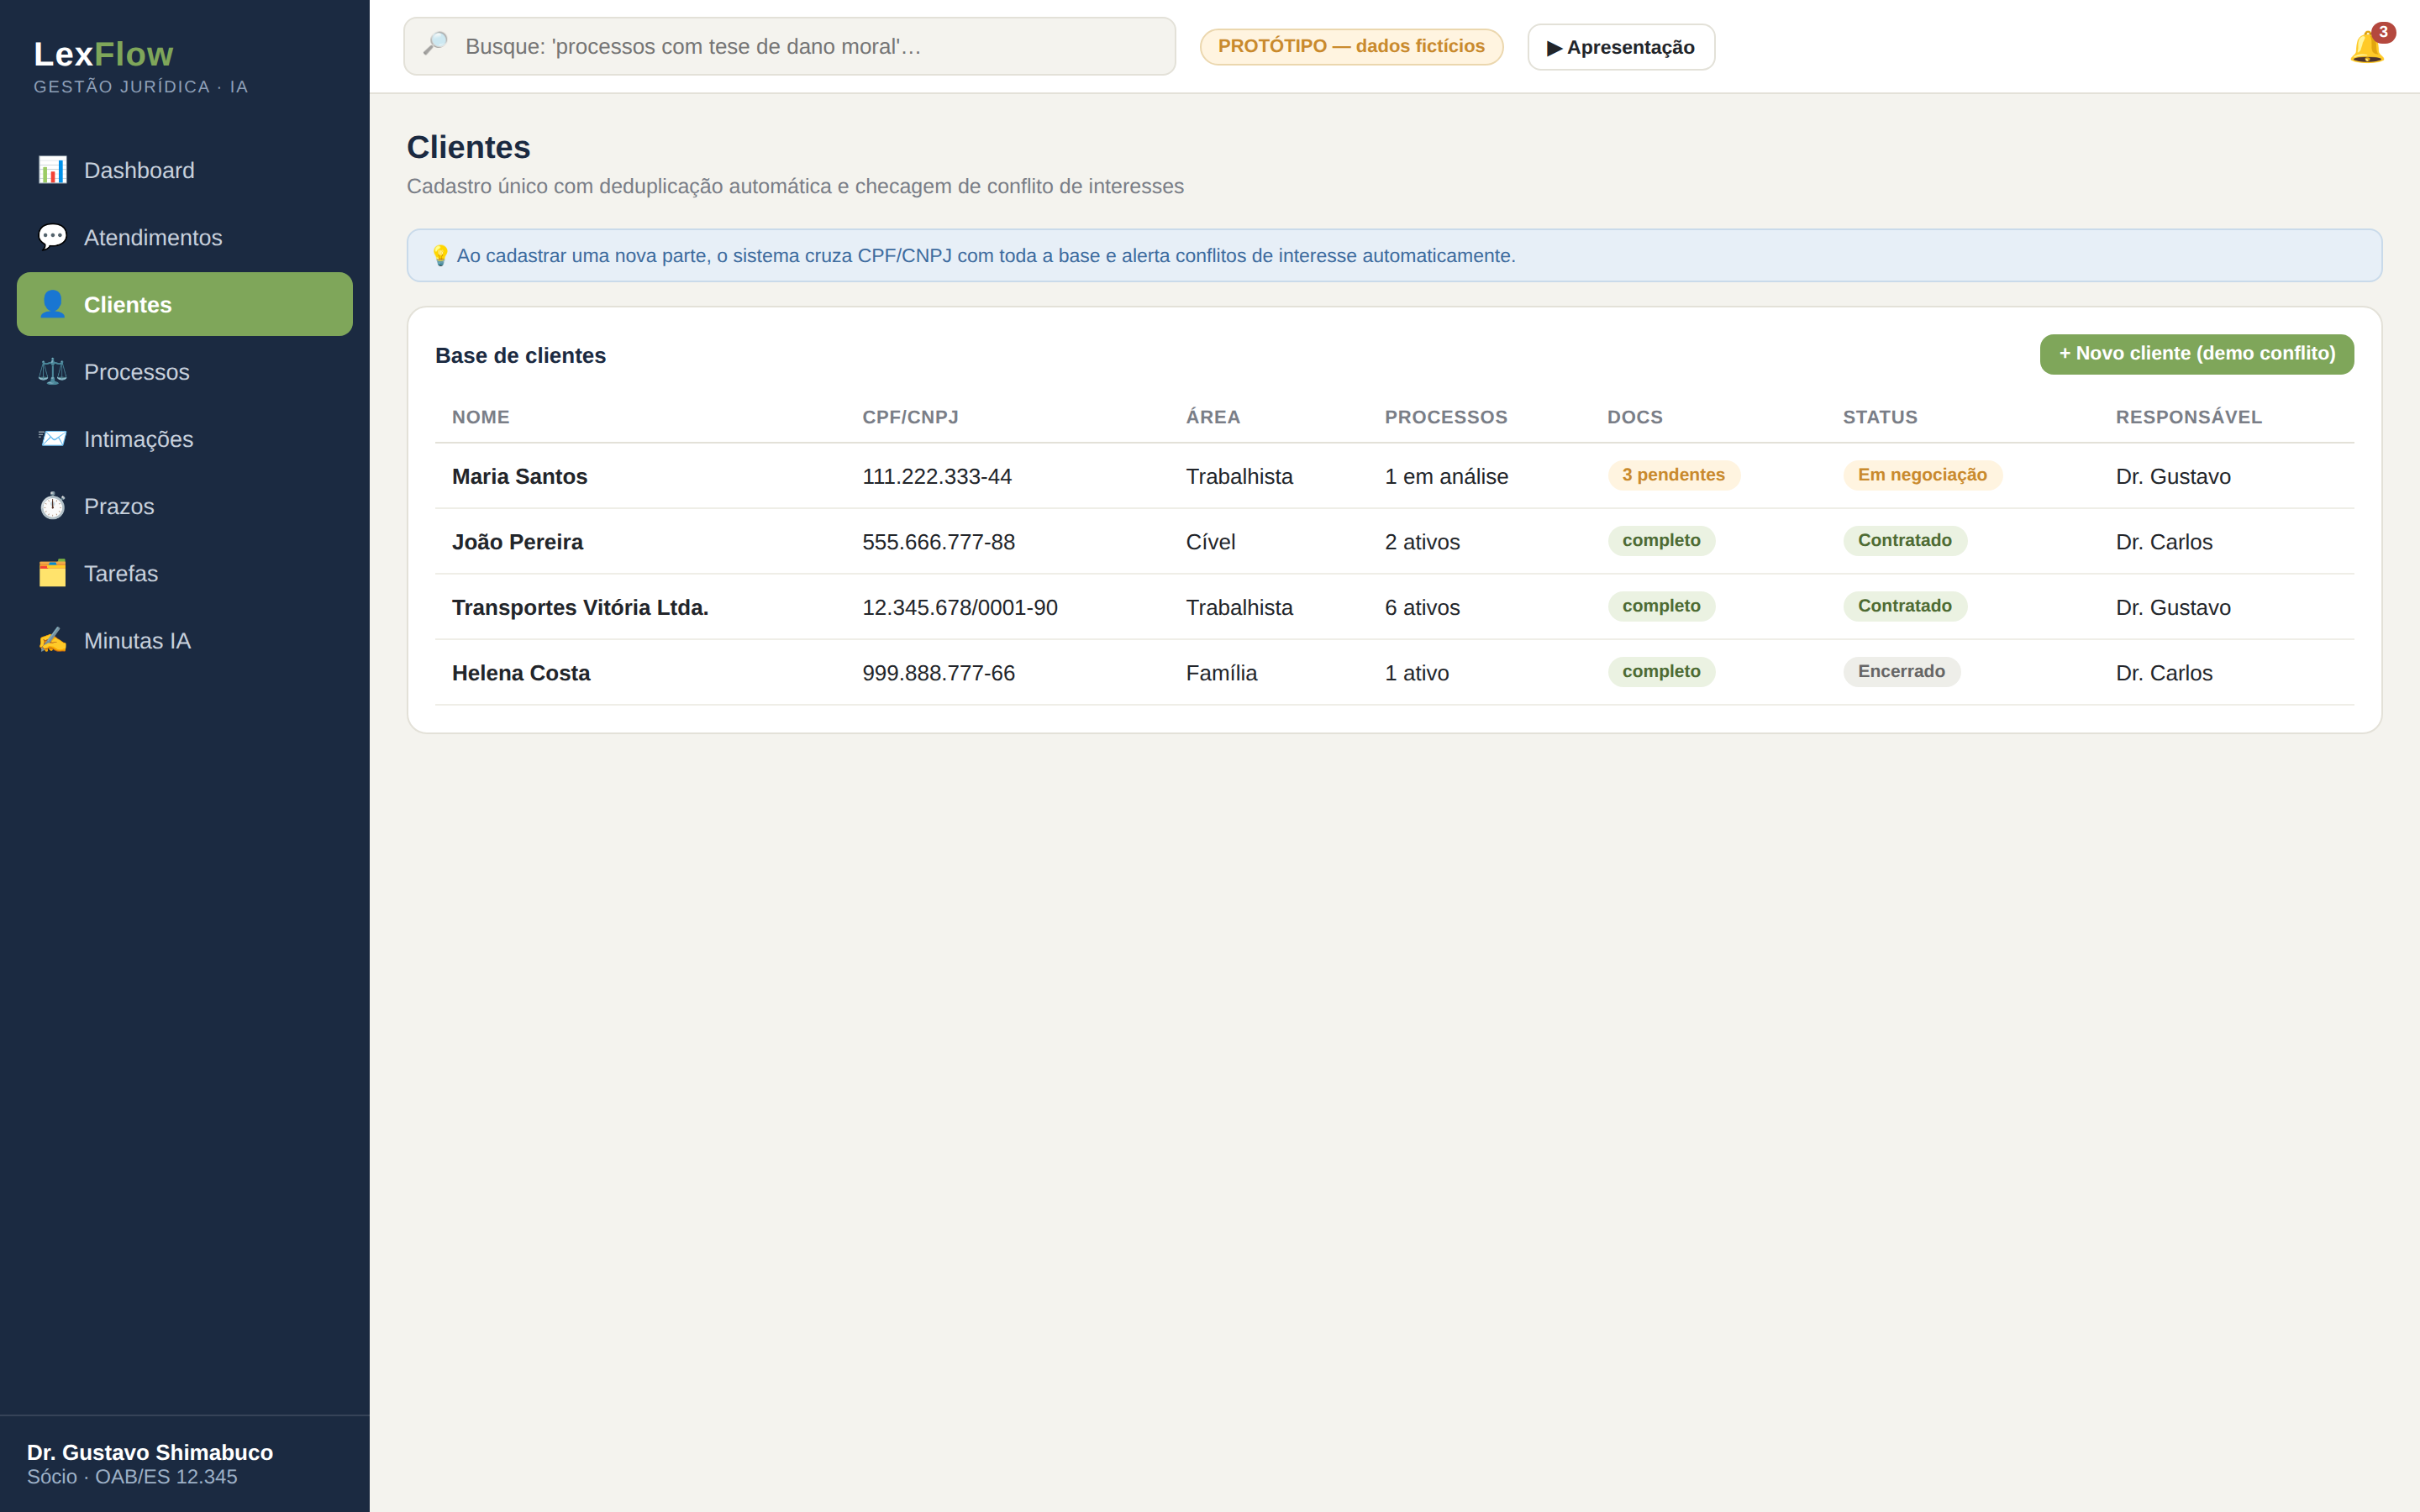 LexFlow
GESTÃO JURÍDICA · IA
Dashboard
Atendimentos
Clientes
Processos
Intimações
Prazos
Tarefas
Minutas IA
Dr. Gustavo Shimabuco
Sócio · OAB/ES 12.345
Busque: 'processos com tese de dano moral'…
PROTÓTIPO — dados fictícios
▶ Apresentação
3
Clientes
Cadastro único com deduplicação automática e checagem de conflito de interesses
Ao cadastrar uma nova parte, o sistema cruza CPF/CNPJ com toda a base e alerta conflitos de interesse automaticamente.
Base de clientes
+ Novo cliente (demo conflito)
NOME CPF/CNPJ ÁREA PROCESSOS DOCS STATUS RESPONSÁVEL
Maria Santos 111.222.333-44 Trabalhista 1 em análise 3 pendentes Em negociação Dr. Gustavo
João Pereira 555.666.777-88 Cível 2 ativos completo Contratado Dr. Carlos
Transportes Vitória Ltda. 12.345.678/0001-90 Trabalhista 6 ativos completo Contratado Dr. Gustavo
Helena Costa 999.888.777-66 Família 1 ativo completo Encerrado Dr. Carlos